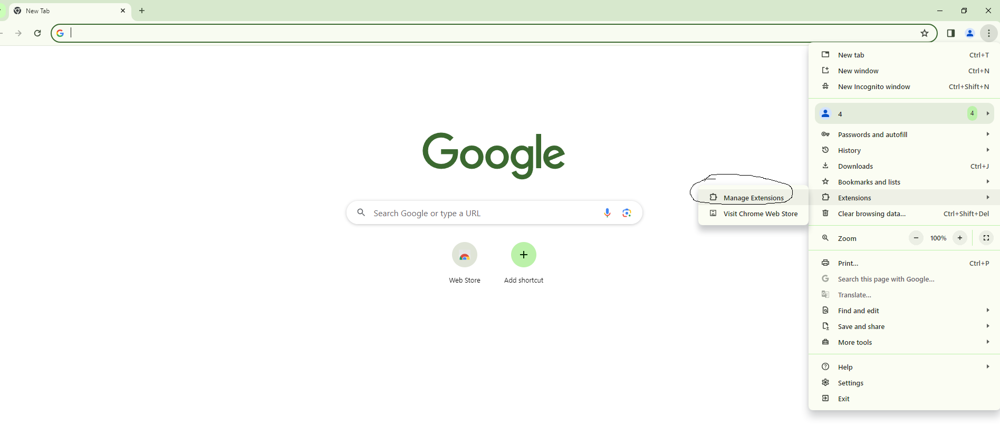 New Tab
New tab Ctrl+T
New window Ctrl+N
New Incognito window Ctrl+Shift+N
4 4
Passwords and autofill
History
Downloads Ctrl+J
Bookmarks and lists
Extensions
Clear browsing data... Ctrl+Shift+Del
Zoom 100%
Print... Ctrl+P
Search this page with Google...
Translate...
Find and edit
Save and share
More tools
Help
Settings
Exit
Manage Extensions
Visit Chrome Web Store
Google
Search Google or type a URL
Web Store Add shortcut